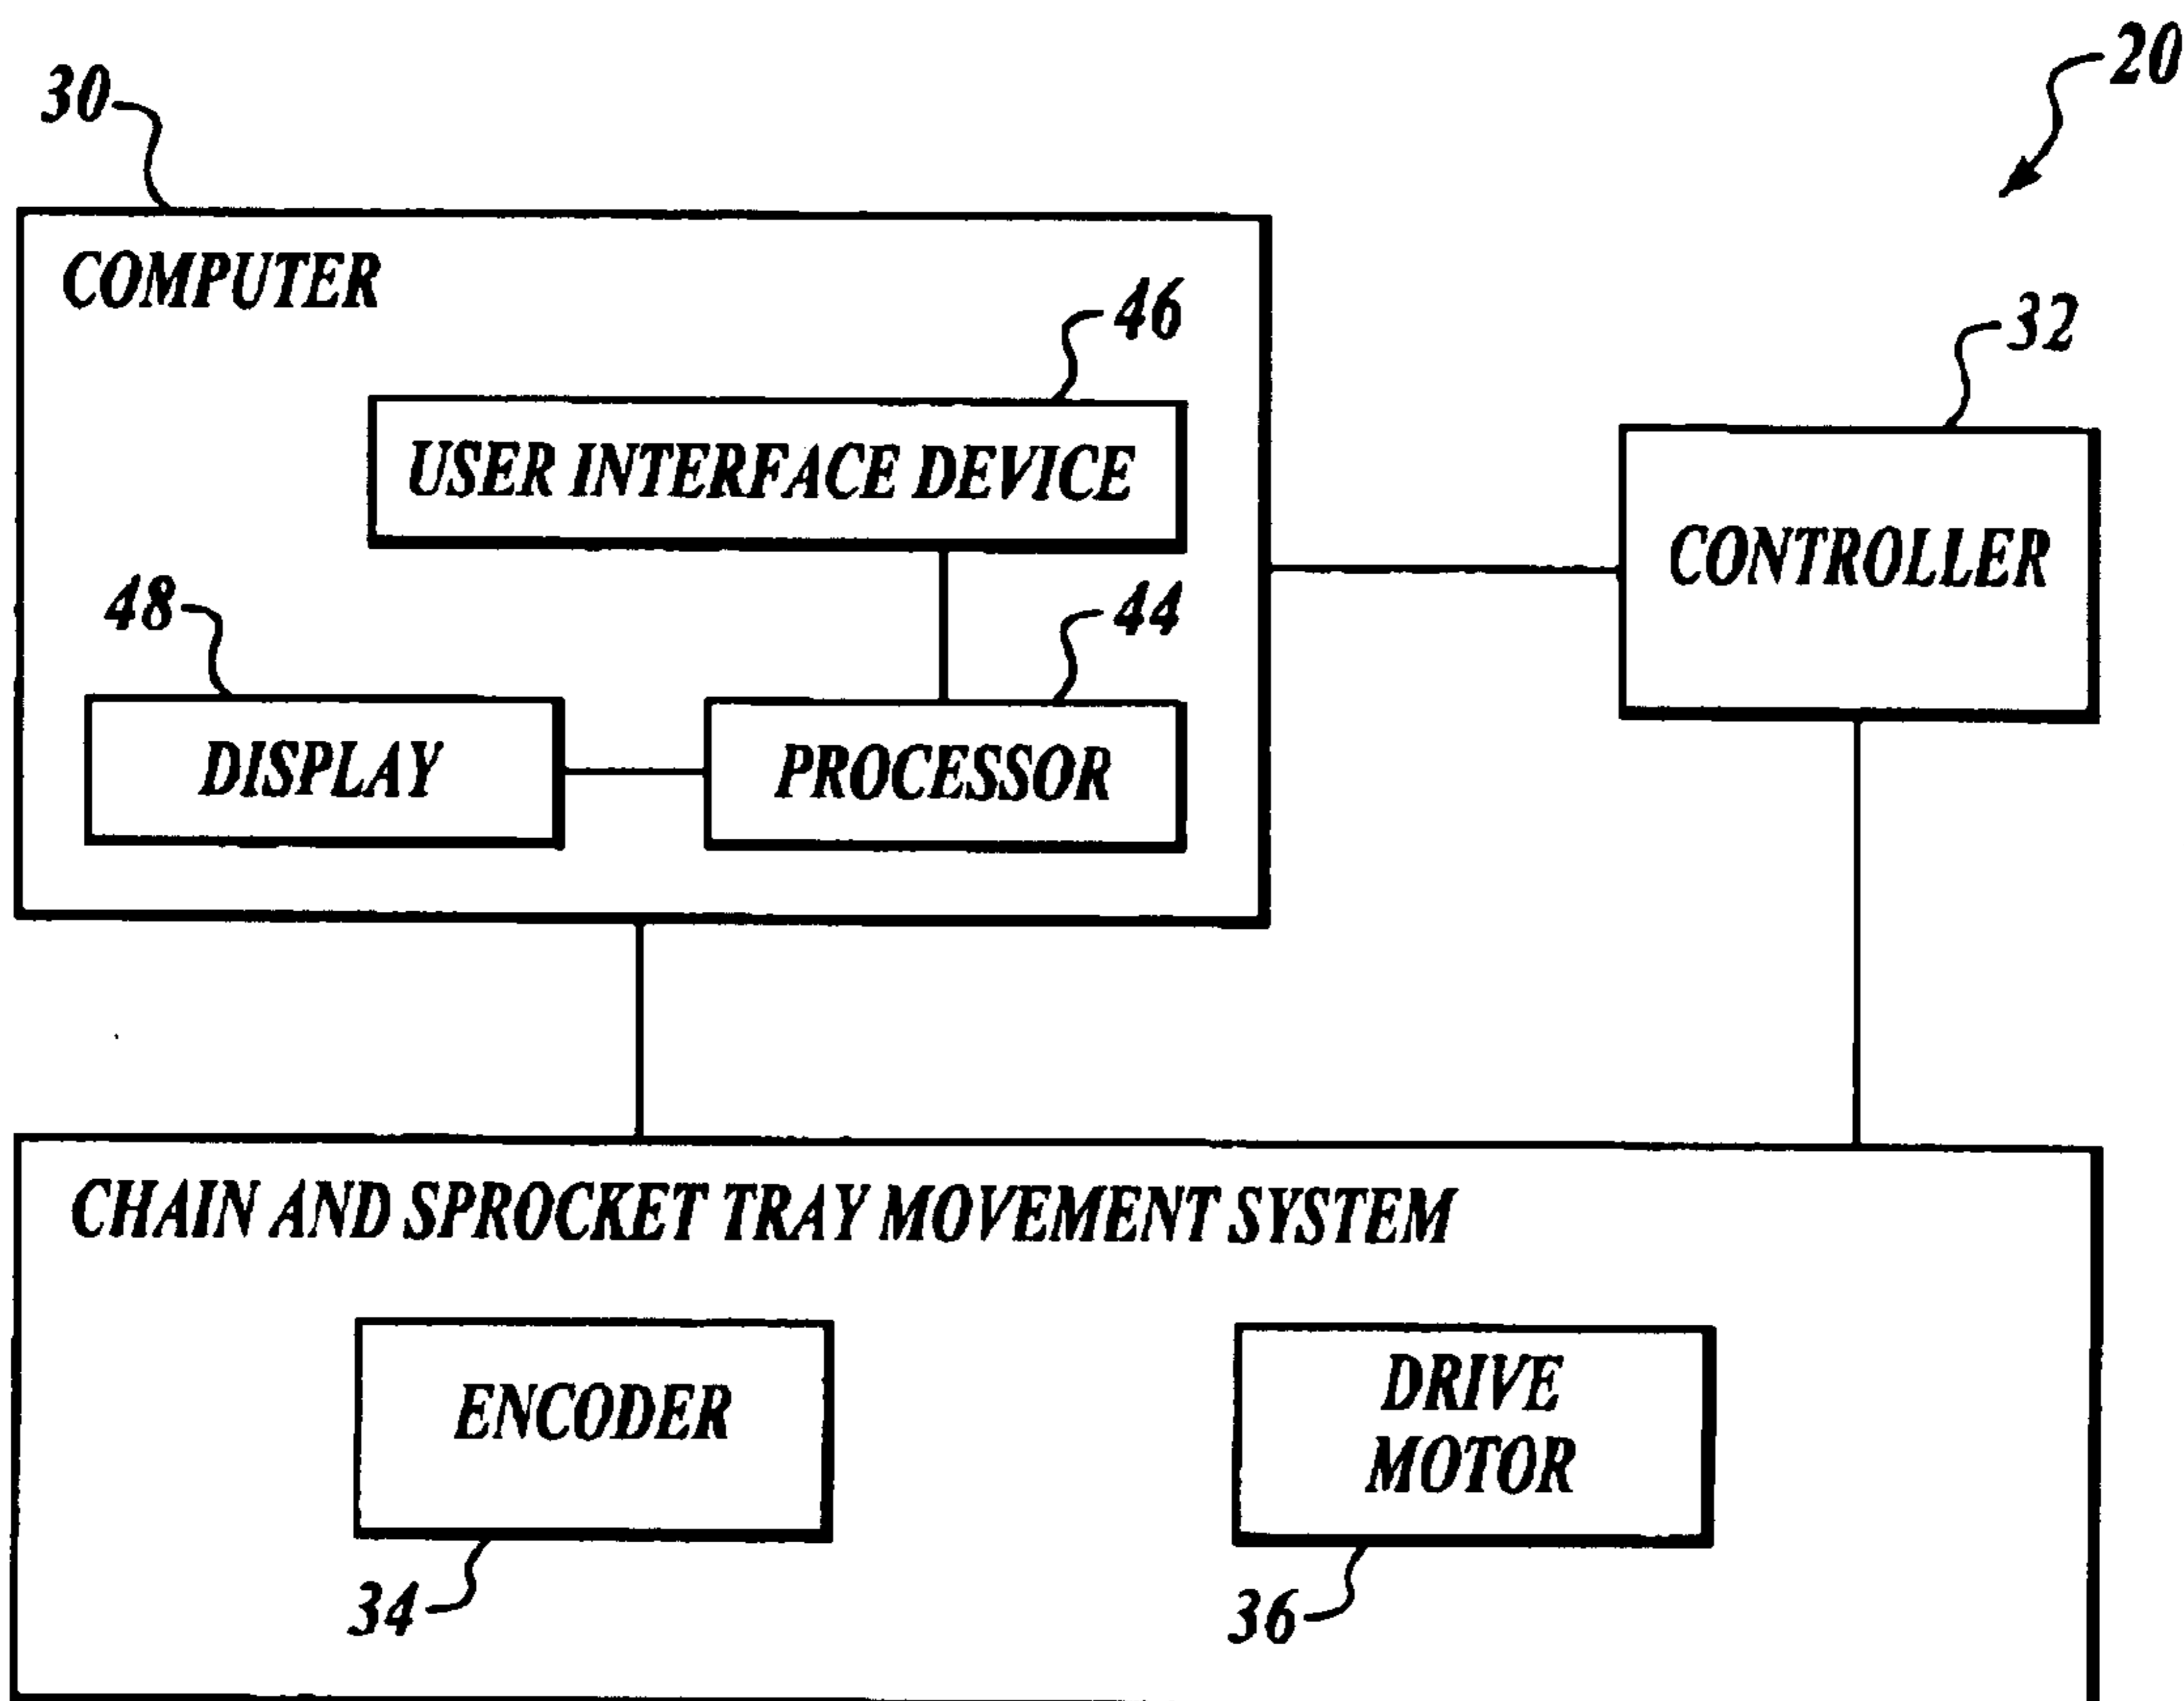 20
30
COMPUTER
46
32
USER INTERFACE DEVICE
CONTROLLER
48
44
DISPLAY
PROCESSOR
CHAIN AND SPROCKET TRAY MOVEMENT SYSTEM
ENCODER
DRIVE
MOTOR
34
36